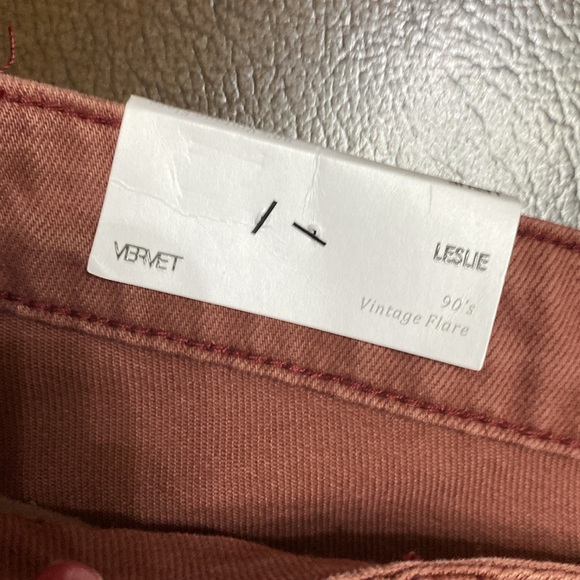 VERVET
LESLIE
90's
Vintage Flare